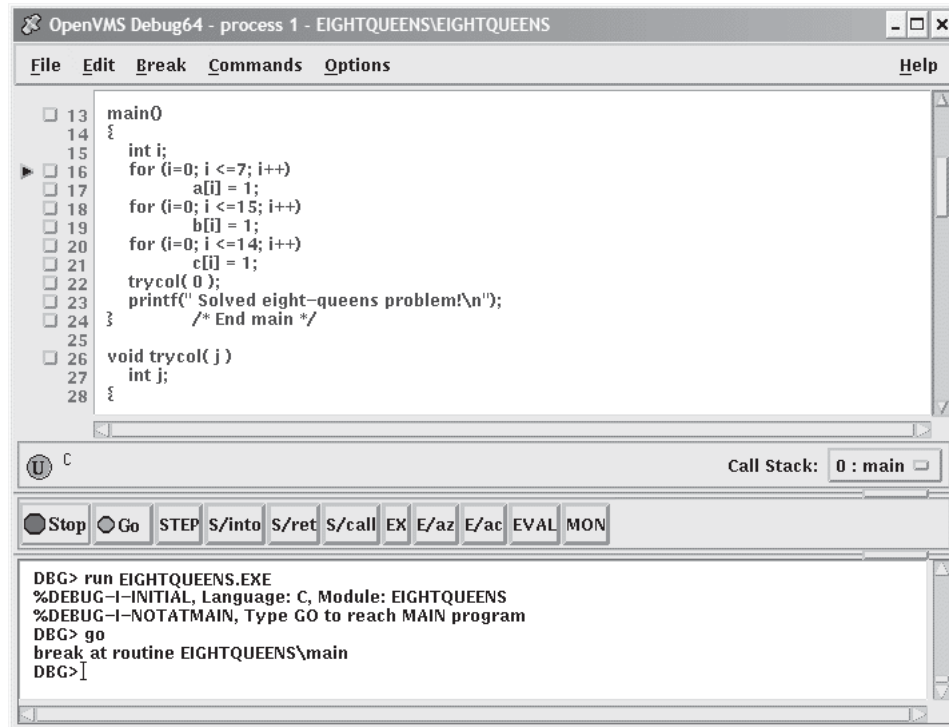 OpenVMS Debug64 - process 1 - EIGHTQUEENS\EIGHTQUEENS
File Edit Break Commands Options Help
13 main()
14 {
15 int i;
16 for (i=0; i <=7; i++)
17 a[i] = 1;
18 for (i=0; i <=15; i++)
19 b[i] = 1;
20 for (i=0; i <=14; i++)
21 c[i] = 1;
22 trycol( 0 );
23 printf(" Solved eight-queens problem!\n");
24 } /* End main */
25
26 void trycol( j )
27 int j;
28 {
U C Call Stack: 0 : main
Stop Go STEP S/into S/ret S/call EX E/az E/ac EVAL MON
DBG> run EIGHTQUEENS.EXE
%DEBUG-I-INITIAL, Language: C, Module: EIGHTQUEENS
%DEBUG-I-NOTATMAIN, Type GO to reach MAIN program
DBG> go
break at routine EIGHTQUEENS\main
DBG>